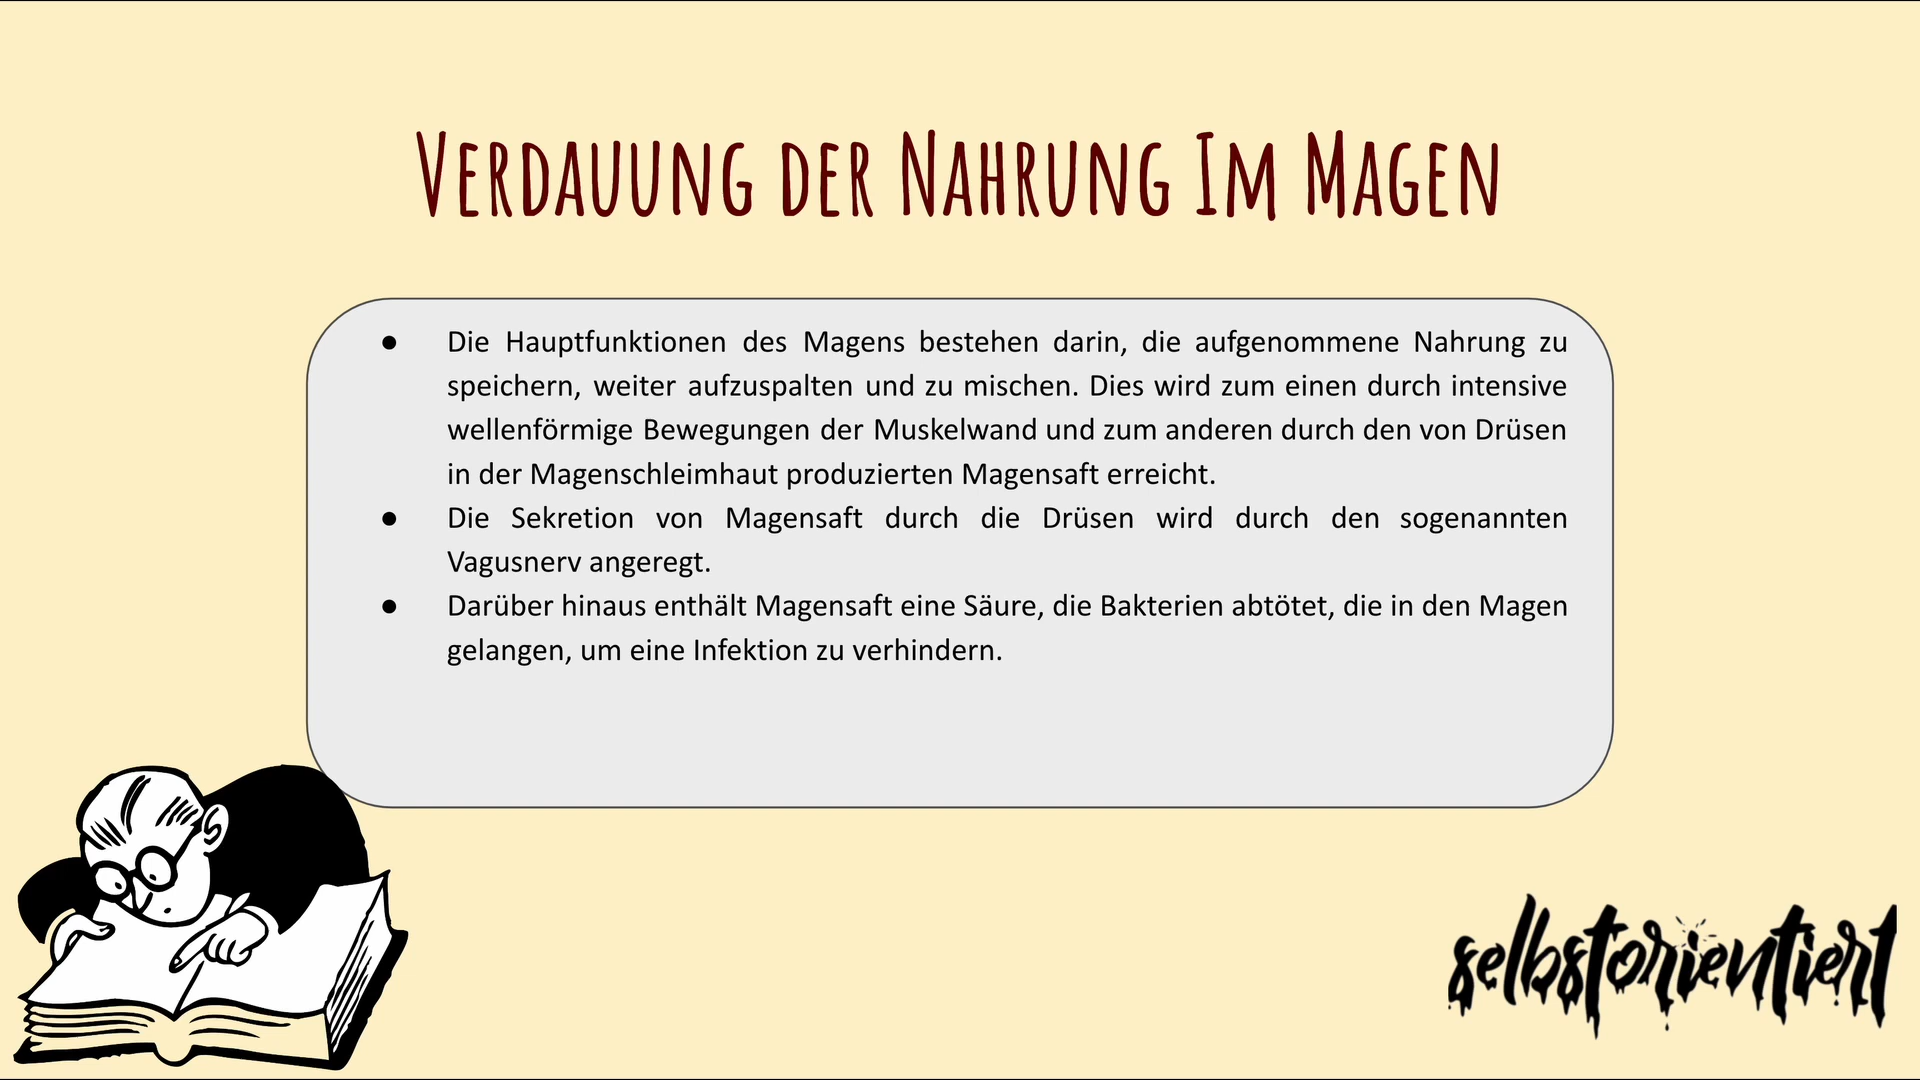 Verdauung der Nahrung Im Magen
● Die Hauptfunktionen des Magens bestehen darin, die aufgenommene Nahrung zu
speichern, weiter aufzuspalten und zu mischen. Dies wird zum einen durch intensive
wellenförmige Bewegungen der Muskelwand und zum anderen durch den von Drüsen
in der Magenschleimhaut produzierten Magensaft erreicht.
● Die Sekretion von Magensaft durch die Drüsen wird durch den sogenannten
Vagusnerv angeregt.
● Darüber hinaus enthält Magensaft eine Säure, die Bakterien abtötet, die in den Magen
gelangen, um eine Infektion zu verhindern.
selbstorientiert